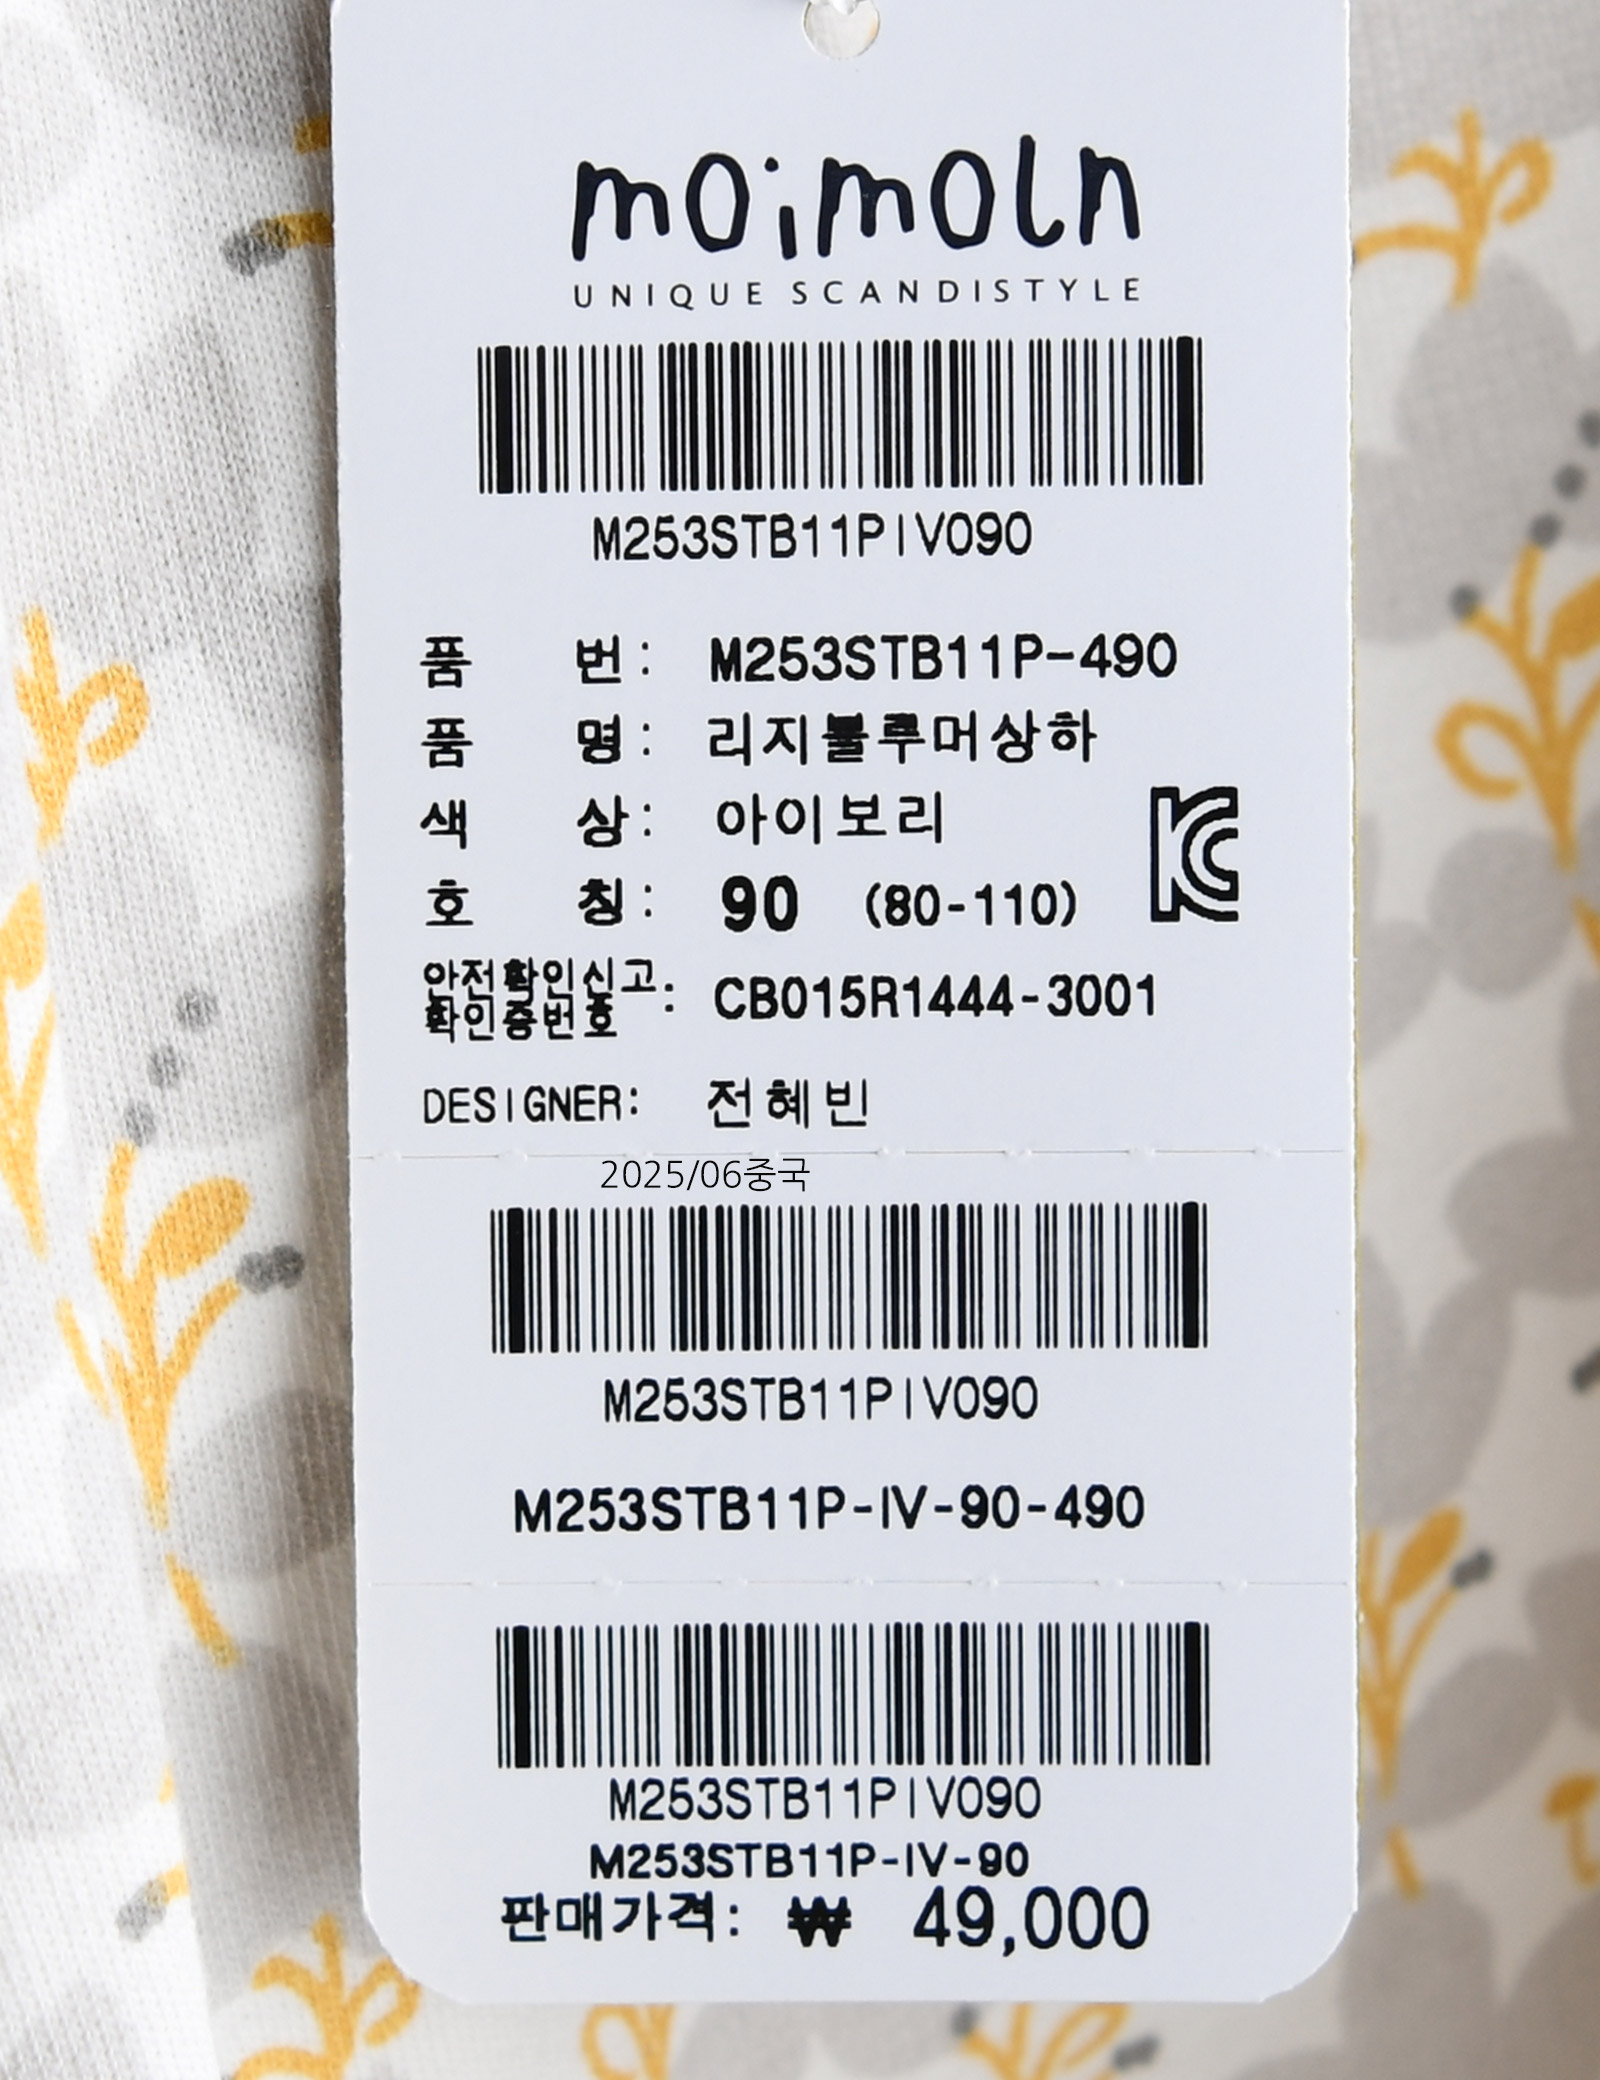 moimoln
UNIQUE SCANDISTYLE
M253STB11PIV090
품 번: M253STB11P-490
품 명: 리지블루머상하
색 상: 아이보리
호 칭: 90 (80-110)
안전확인신고
확인증번호: CB015R1444-3001
DESIGNER: 전혜빈
2025/06중국
M253STB11PIV090
M253STB11P-IV-90-490
M253STB11PIV090
M253STB11P-IV-90
판매가격: ₩ 49,000